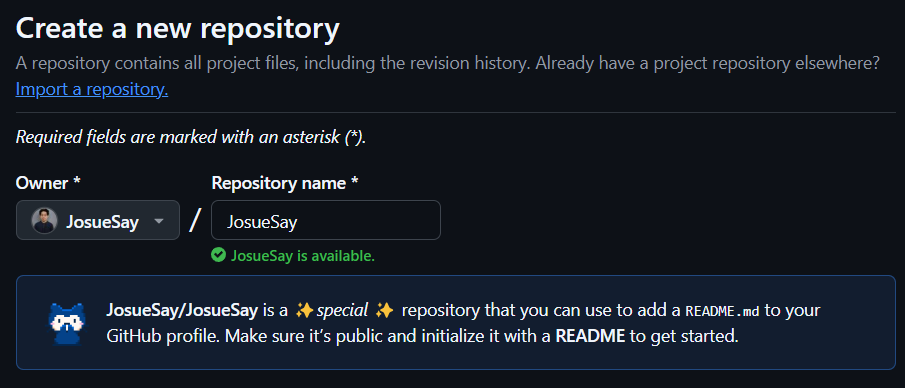 Create a new repository
A repository contains all project files, including the revision history. Already have a project repository elsewhere?
Import a repository.
Required fields are marked with an asterisk (*).
Owner * Repository name *
JosueSay / JosueSay
JosueSay is available.
JosueSay/JosueSay is a ✨special ✨ repository that you can use to add a README.md to your
GitHub profile. Make sure it’s public and initialize it with a README to get started.